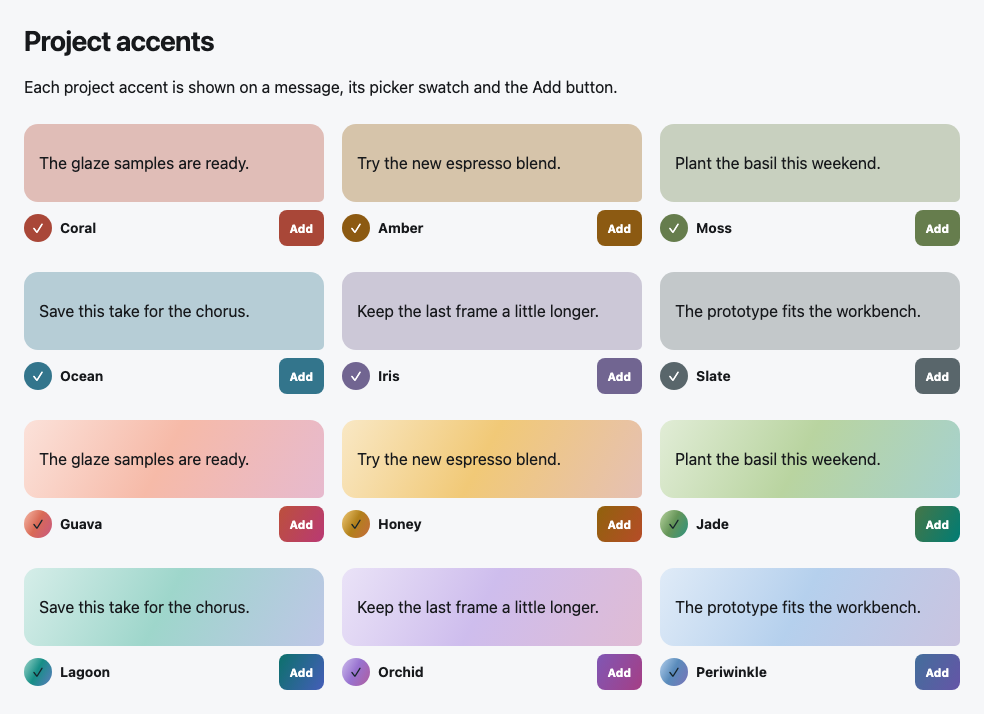 Project accents
Each project accent is shown on a message, its picker swatch and the Add button.
The glaze samples are ready.
Try the new espresso blend.
Plant the basil this weekend.
Coral
Add
Amber
Add
Moss
Add
Save this take for the chorus.
Keep the last frame a little longer.
The prototype fits the workbench.
Ocean
Add
Iris
Add
Slate
Add
The glaze samples are ready.
Try the new espresso blend.
Plant the basil this weekend.
Guava
Add
Honey
Add
Jade
Add
Save this take for the chorus.
Keep the last frame a little longer.
The prototype fits the workbench.
Lagoon
Add
Orchid
Add
Periwinkle
Add